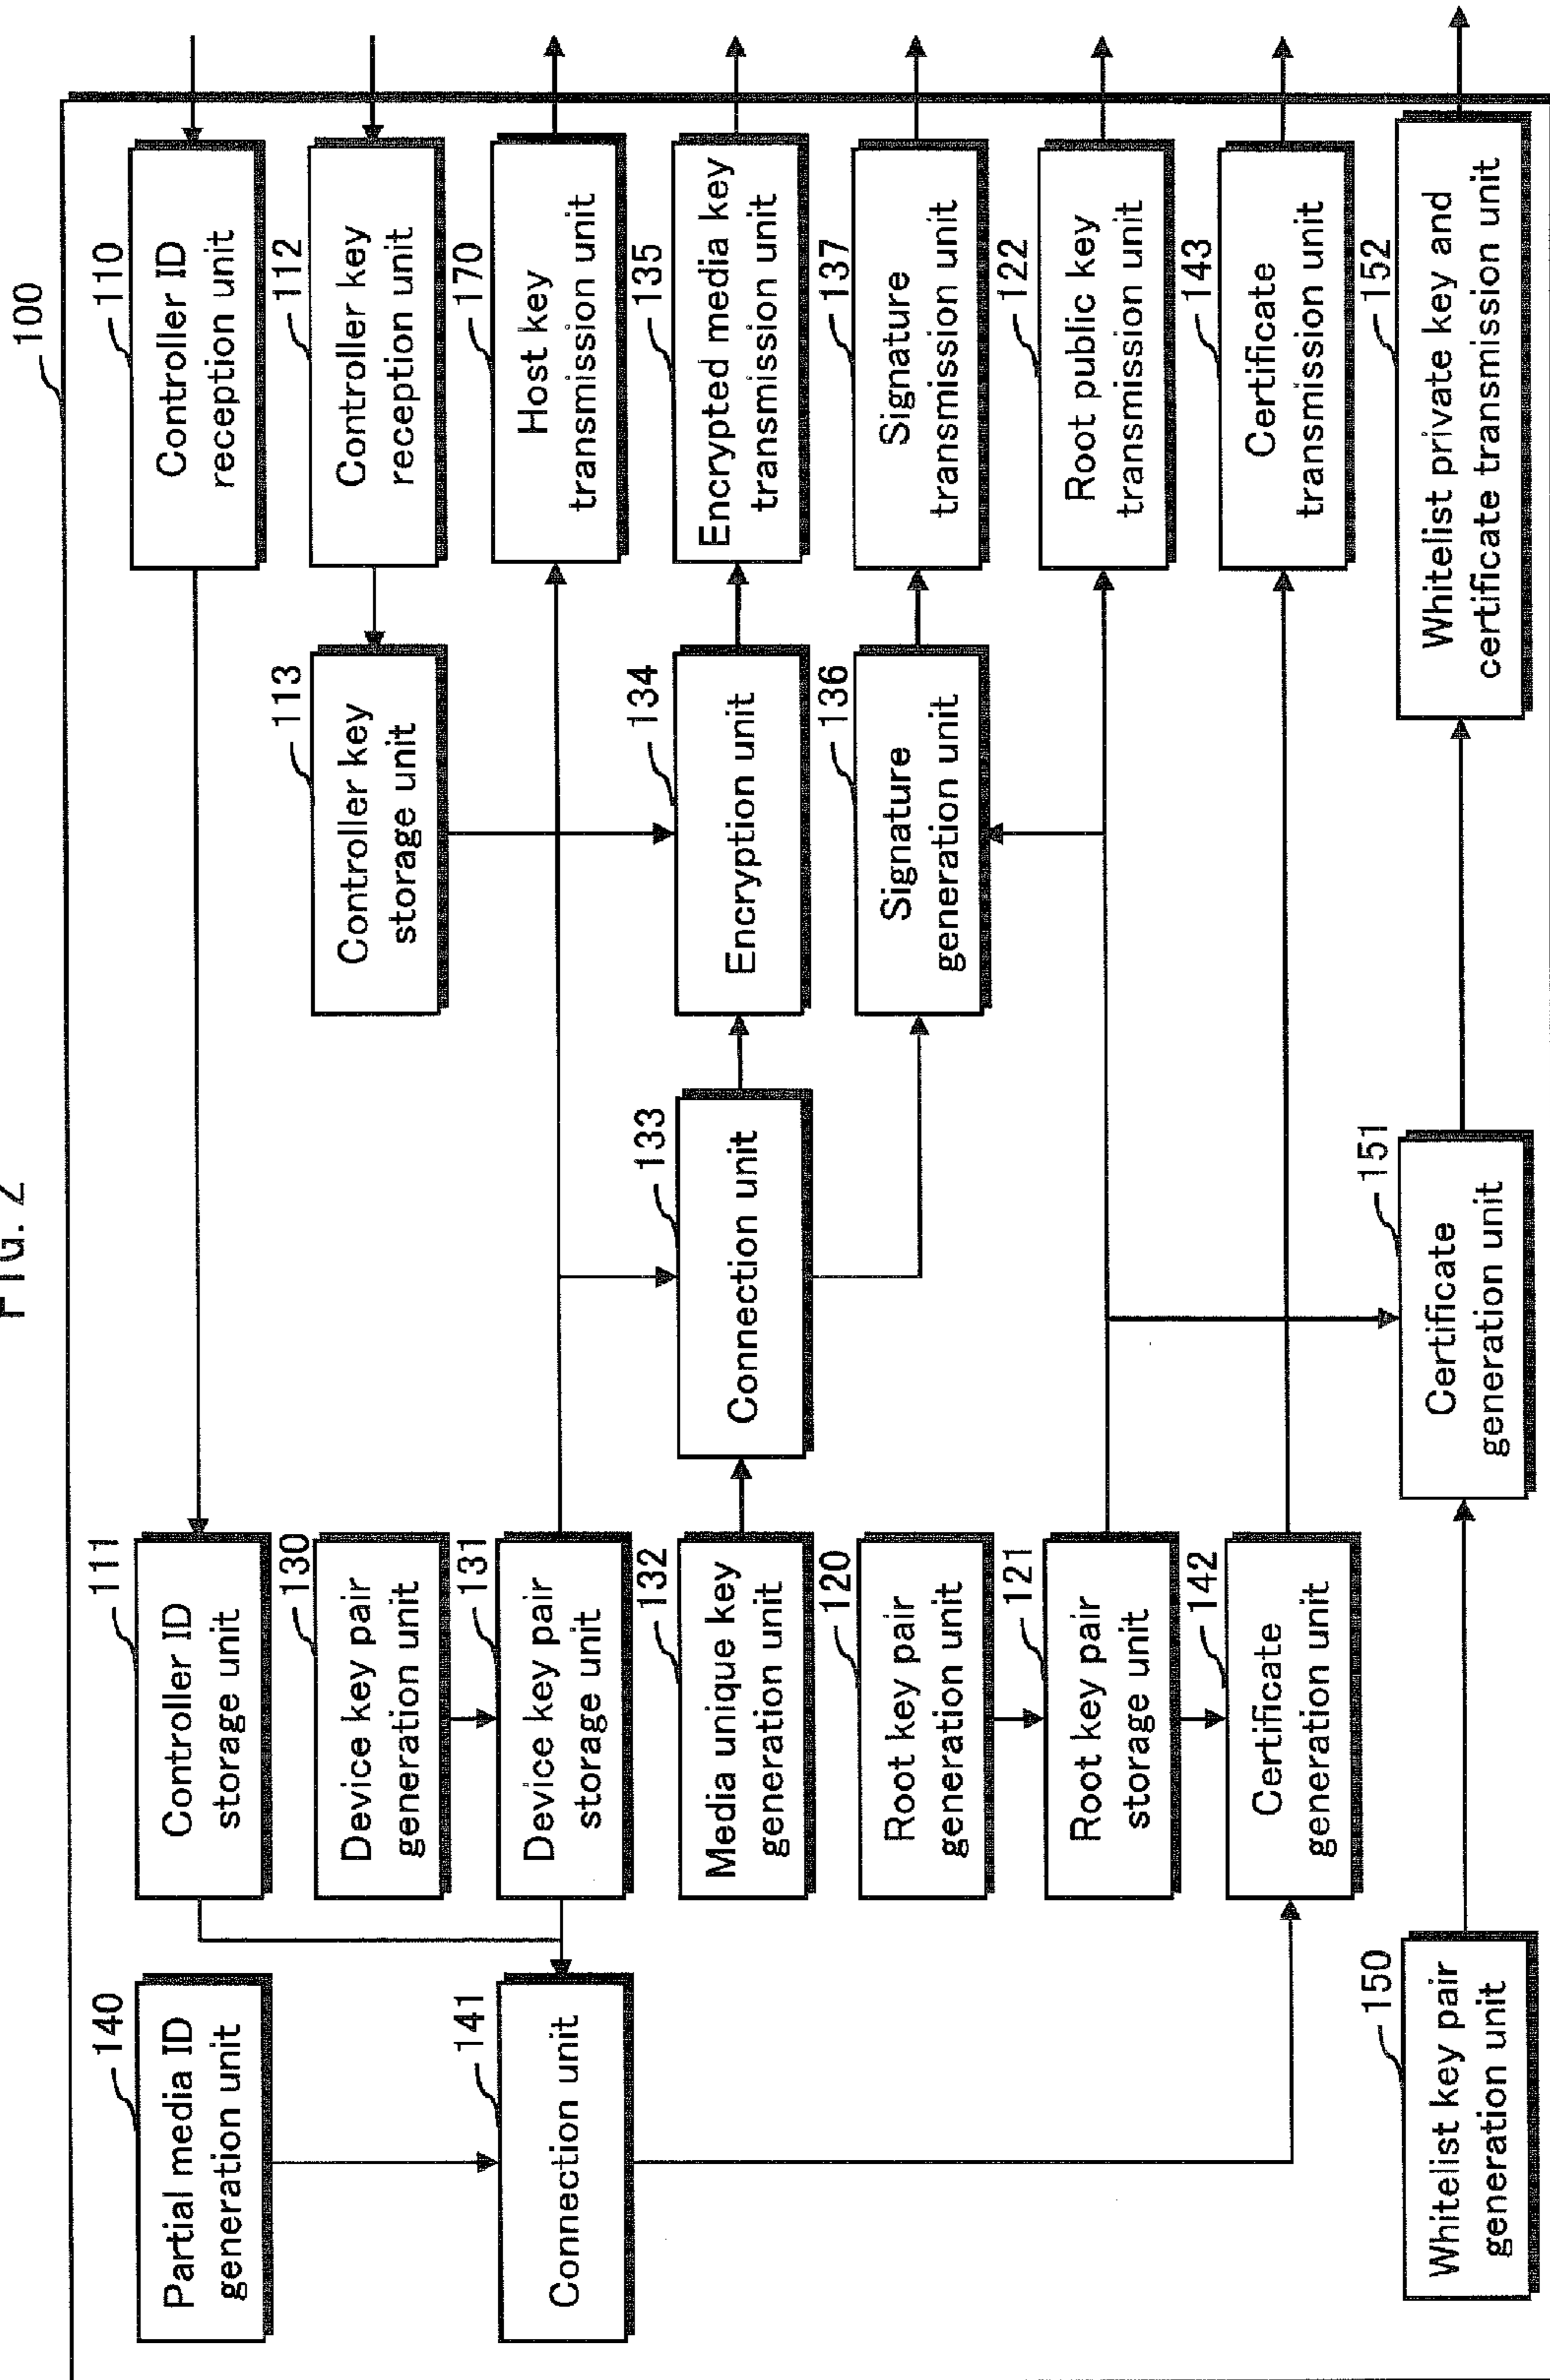 FIG. 2
100
140
Partial media ID
generation unit
111
Controller ID
storage unit
110
Controller ID
reception unit
130
Device key pair
generation unit
113
Controller key
storage unit
112
Controller key
reception unit
141
Connection unit
131
Device key pair
storage unit
170
Host key
transmission unit
132
Media unique key
generation unit
133
Connection unit
134
Encryption unit
135
Encrypted media key
transmission unit
120
Root key pair
generation unit
136
Signature
generation unit
137
Signature
transmission unit
121
Root key pair
storage unit
122
Root public key
transmission unit
142
Certificate
generation unit
143
Certificate
transmission unit
150
Whitelist key pair
generation unit
151
Certificate
generation unit
152
Whitelist private key and
certificate transmission unit